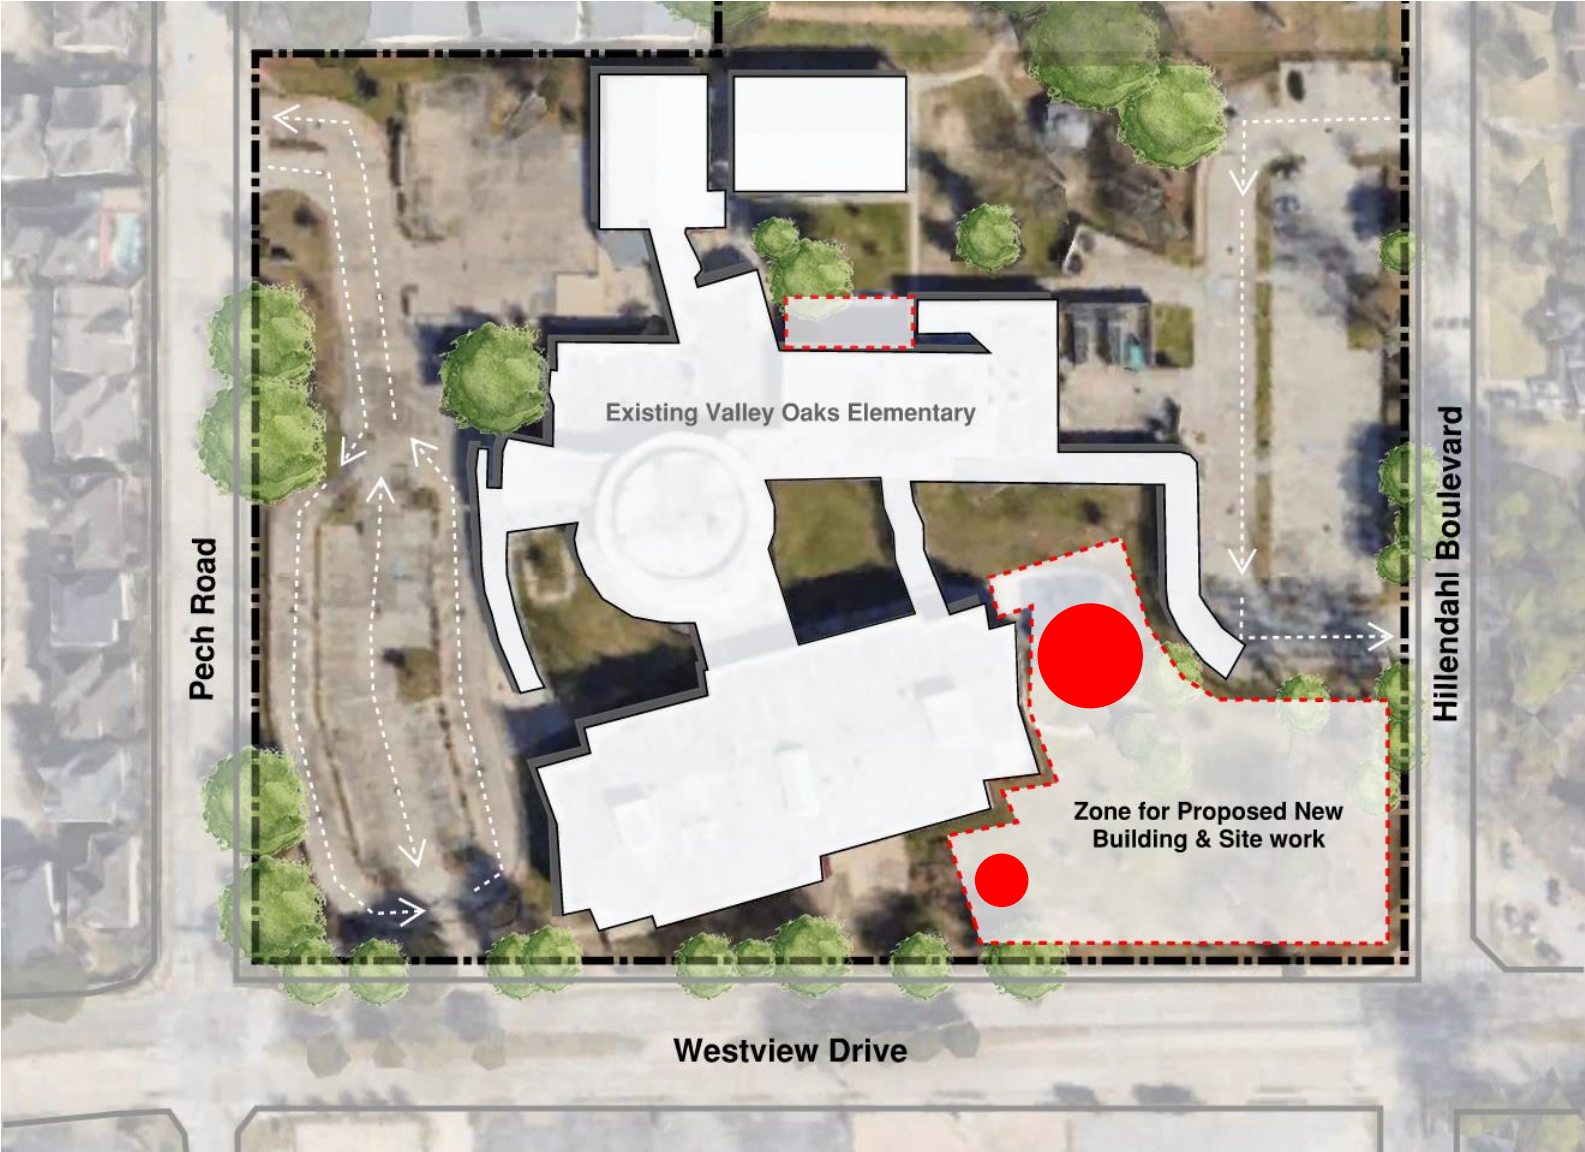 Existing Valley Oaks Elementary
Pech Road
Hillendahl Boulevard
Zone for Proposed New
Building & Site work
Westview Drive